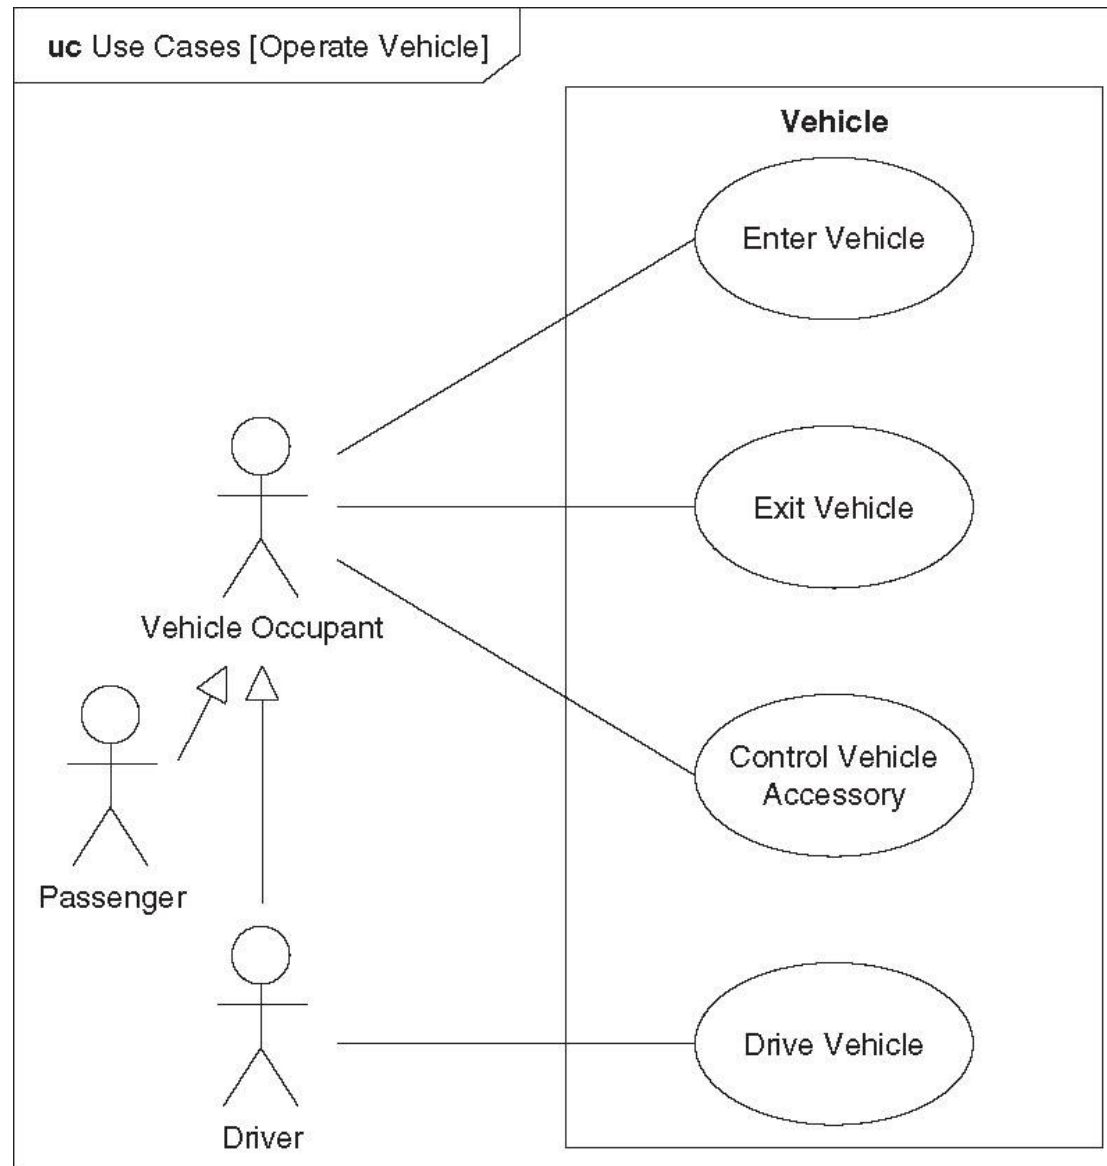 uc Use Cases [Operate Vehicle]
Vehicle
Enter Vehicle
Exit Vehicle
Vehicle Occupant
Control Vehicle
Accessory
Passenger
Drive Vehicle
Driver